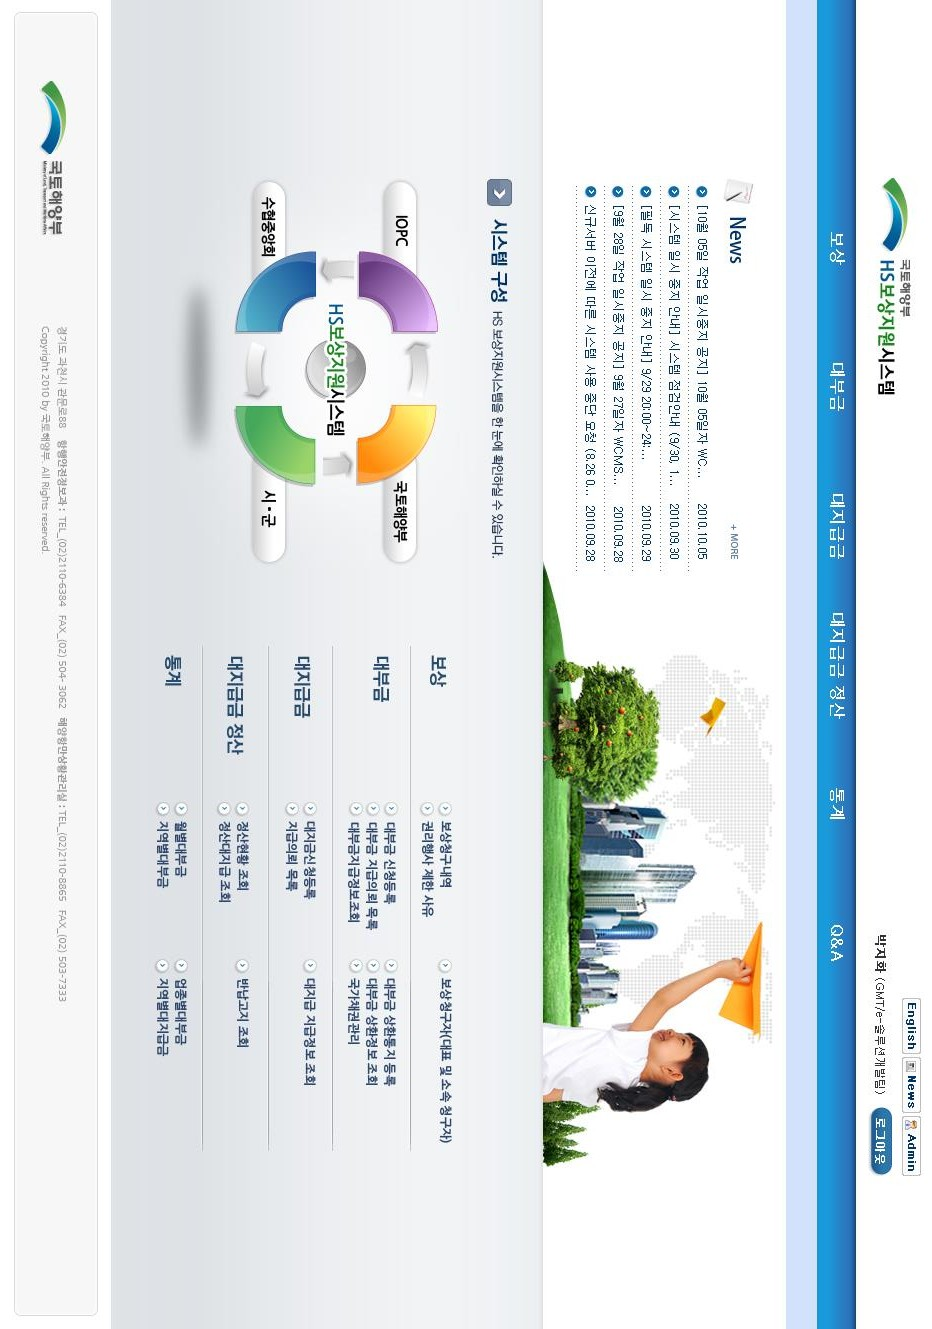 국토해양부
HS보상지원시스템
English News Admin
박지화 (GMT/e-솔루션개발팀) 로그아웃
보상 대부금 대지급금 대지급금 정산 통계 Q&A
News + MORE
[10월 05일 작업 일시중지 공지] 10월 05일자 WC... 2010.10.05
[시스템 일시 중지 안내] 시스템 점검안내 (9/30, 1... 2010.09.30
[필독 시스템 일시 중지 안내] 9/29 20:00~24:... 2010.09.29
[9월 28일 작업 일시중지 공지] 9월 27일자 WCMS... 2010.09.28
신규서버 이전에 따른 시스템 사용 중단 요청 (8.26 0... 2010.09.28
시스템 구성 HS 보상지원시스템을 한 눈에 확인하실 수 있습니다.
IOPC
국토해양부
HS보상지원시스템
수협중앙회
시·군
보상
보상청구내역 보상청구자(대표 및 소속 청구자)
권리행사 제한 사유
대부금
대부금 신청등록 대부금 상환통지 등록
대부금 지급의뢰 목록 대부금 상환정보 조회
대부금지급정보조회 국가채권관리
대지급금
대지급신청등록 대지급 지급정보 조회
지급의뢰 목록
대지급금 정산
정산현황 조회 반납고지 조회
정산대지급 조회
통계
월별대부금 업종별대부금
지역별대부금 지역별대지급금
국토해양부
경기도 과천시 관문로88 항행안전정보과 : TEL_(02)2110-6384 FAX_(02) 504- 3062 해양항만상황관리실 : TEL_(02)2110-8865 FAX_(02) 503-7333
Copyright 2010 by 국토해양부. All Rights reserved.